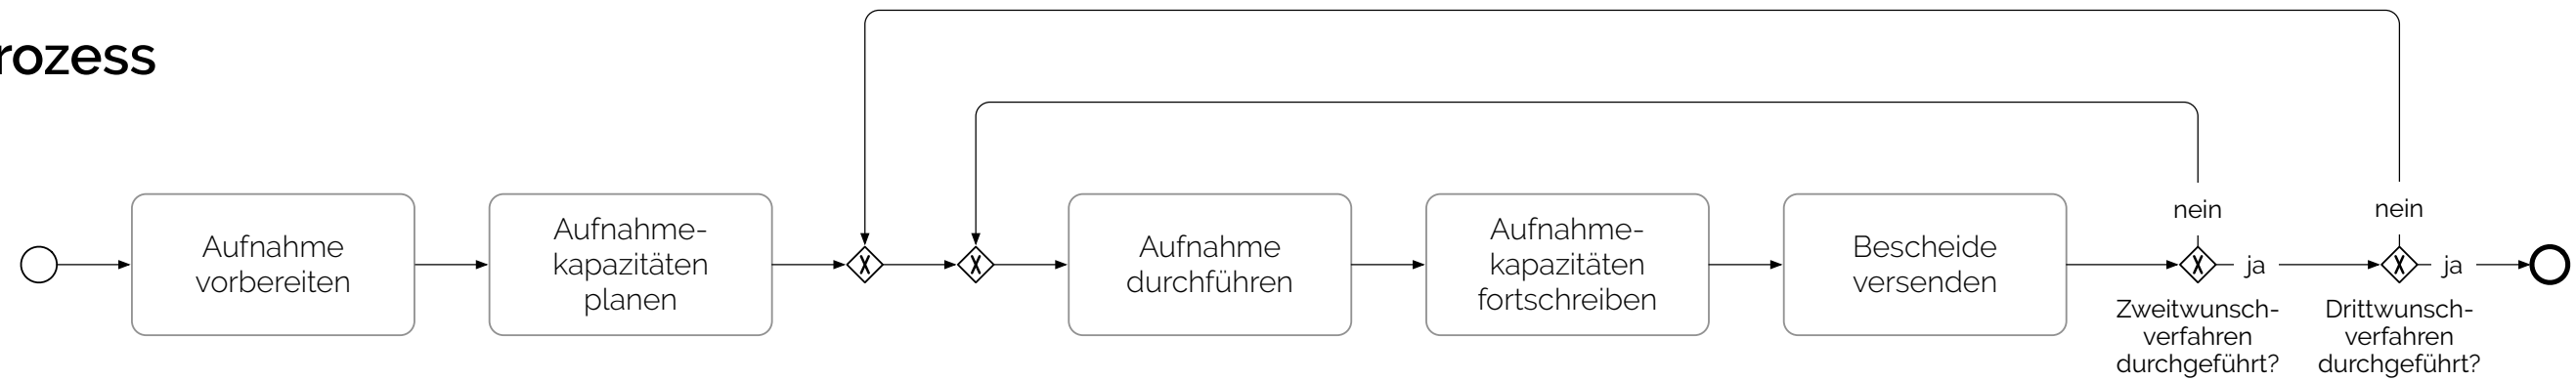 rozess
Aufnahme
vorbereiten
Aufnahme-
kapazitäten
planen
Aufnahme
durchführen
Aufnahme-
kapazitäten
fortschreiben
Bescheide
versenden
nein
ja
Zweitwunsch-
verfahren
durchgeführt?
nein
ja
Drittwunsch-
verfahren
durchgeführt?